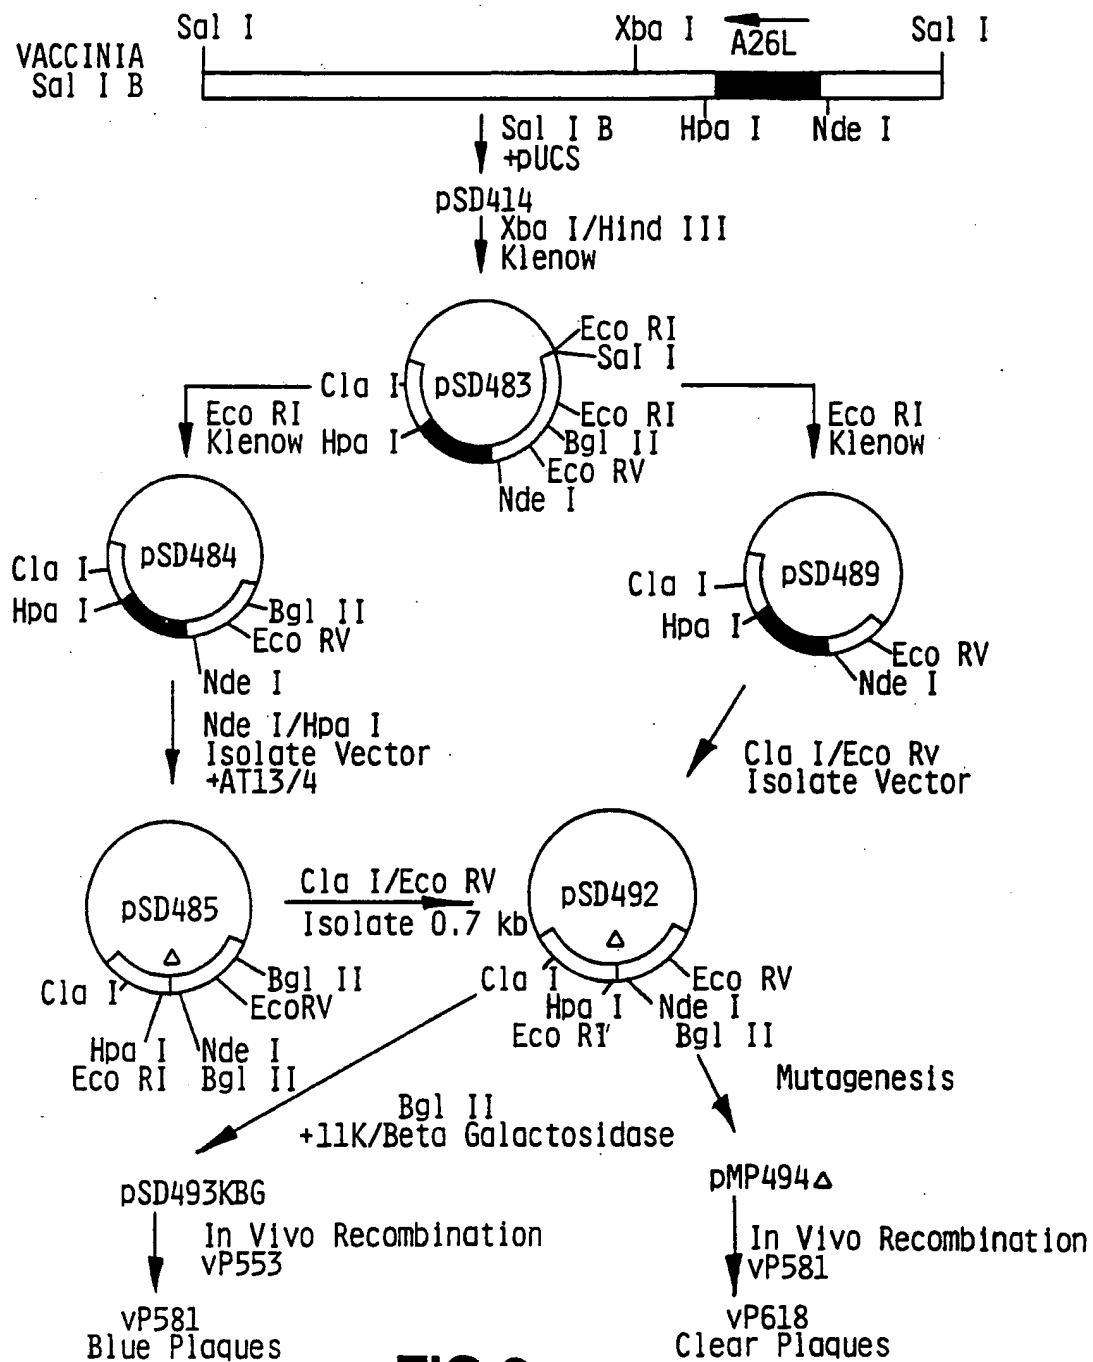 Sal I
Xba I
A26L
Sal I
VACCINIA
Sal I B
Hpa I
Nde I
Sal I B
+pUCS
pSD414
Xba I/Hind III
Klenow
pSD483
Eco RI
Sal I
Cla I
Eco RI
Bgl II
Hpa I
Eco RV
Nde I
Eco RI
Klenow
Eco RI
Klenow
pSD484
Cla I
Hpa I
Bgl II
Eco RV
Nde I
pSD489
Cla I
Hpa I
Eco RV
Nde I
Nde I/Hpa I
Isolate Vector
+AT13/4
Cla I/Eco Rv
Isolate Vector
pSD485
Δ
Cla I
Bgl II
EcoRV
Hpa I Nde I
Eco RI Bgl II
Cla I/Eco RV
Isolate 0.7 kb
pSD492
Δ
Cla I
Eco RV
Hpa I Nde I
Eco RI' Bgl II
Bgl II
+11K/Beta Galactosidase
Mutagenesis
pSD493KBG
pMP494Δ
In Vivo Recombination
vP553
In Vivo Recombination
vP581
vP581
Blue Plaques
vP618
Clear Plaques